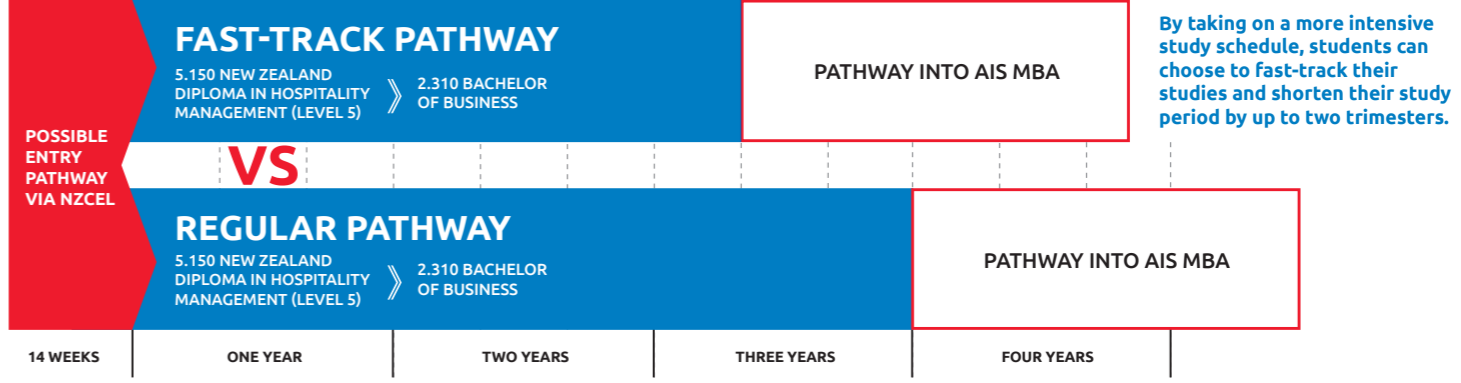 POSSIBLE
ENTRY
PATHWAY
VIA NZCEL
FAST-TRACK PATHWAY
5.150 NEW ZEALAND
DIPLOMA IN HOSPITALITY
MANAGEMENT (LEVEL 5)
》
2.310 BACHELOR
OF BUSINESS
PATHWAY INTO AIS MBA
By taking on a more intensive
study schedule, students can
choose to fast-track their
studies and shorten their study
period by up to two trimesters.
VS
REGULAR PATHWAY
5.150 NEW ZEALAND
DIPLOMA IN HOSPITALITY
MANAGEMENT (LEVEL 5)
》
2.310 BACHELOR
OF BUSINESS
PATHWAY INTO AIS MBA
14 WEEKS
ONE YEAR
TWO YEARS
THREE YEARS
FOUR YEARS